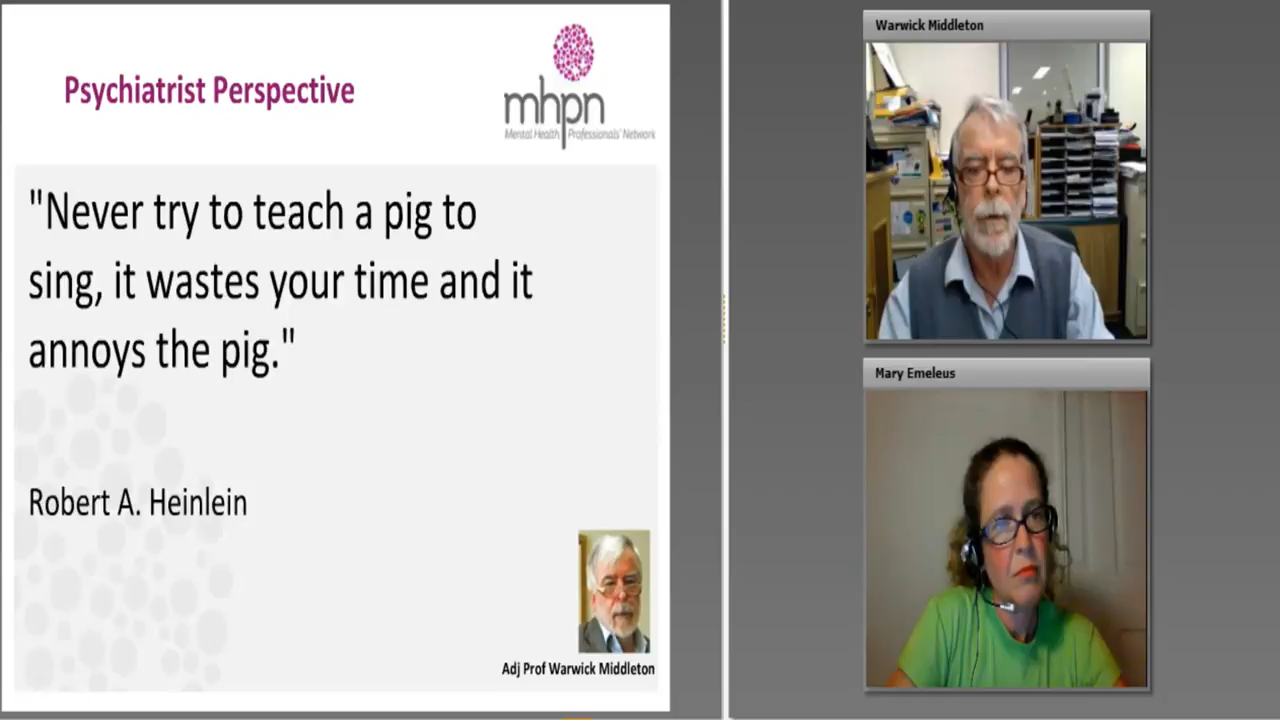 Psychiatrist Perspective
mhpn
Mental Health Professionals' Network
"Never try to teach a pig to
sing, it wastes your time and it
annoys the pig."
Robert A. Heinlein
Adj Prof Warwick Middleton
Warwick Middleton
Mary Emeleus